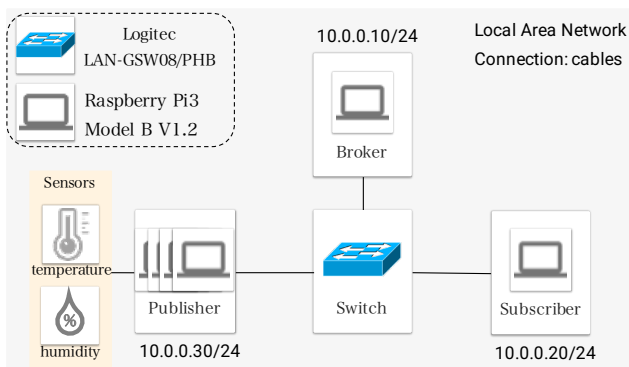 Logitec
LAN-GSW08/PHB
Raspberry Pi3
Model B V1.2
10.0.0.10/24
Local Area Network
Connection: cables
Broker
Sensors
temperature
%
humidity
Publisher
10.0.0.30/24
Switch
Subscriber
10.0.0.20/24